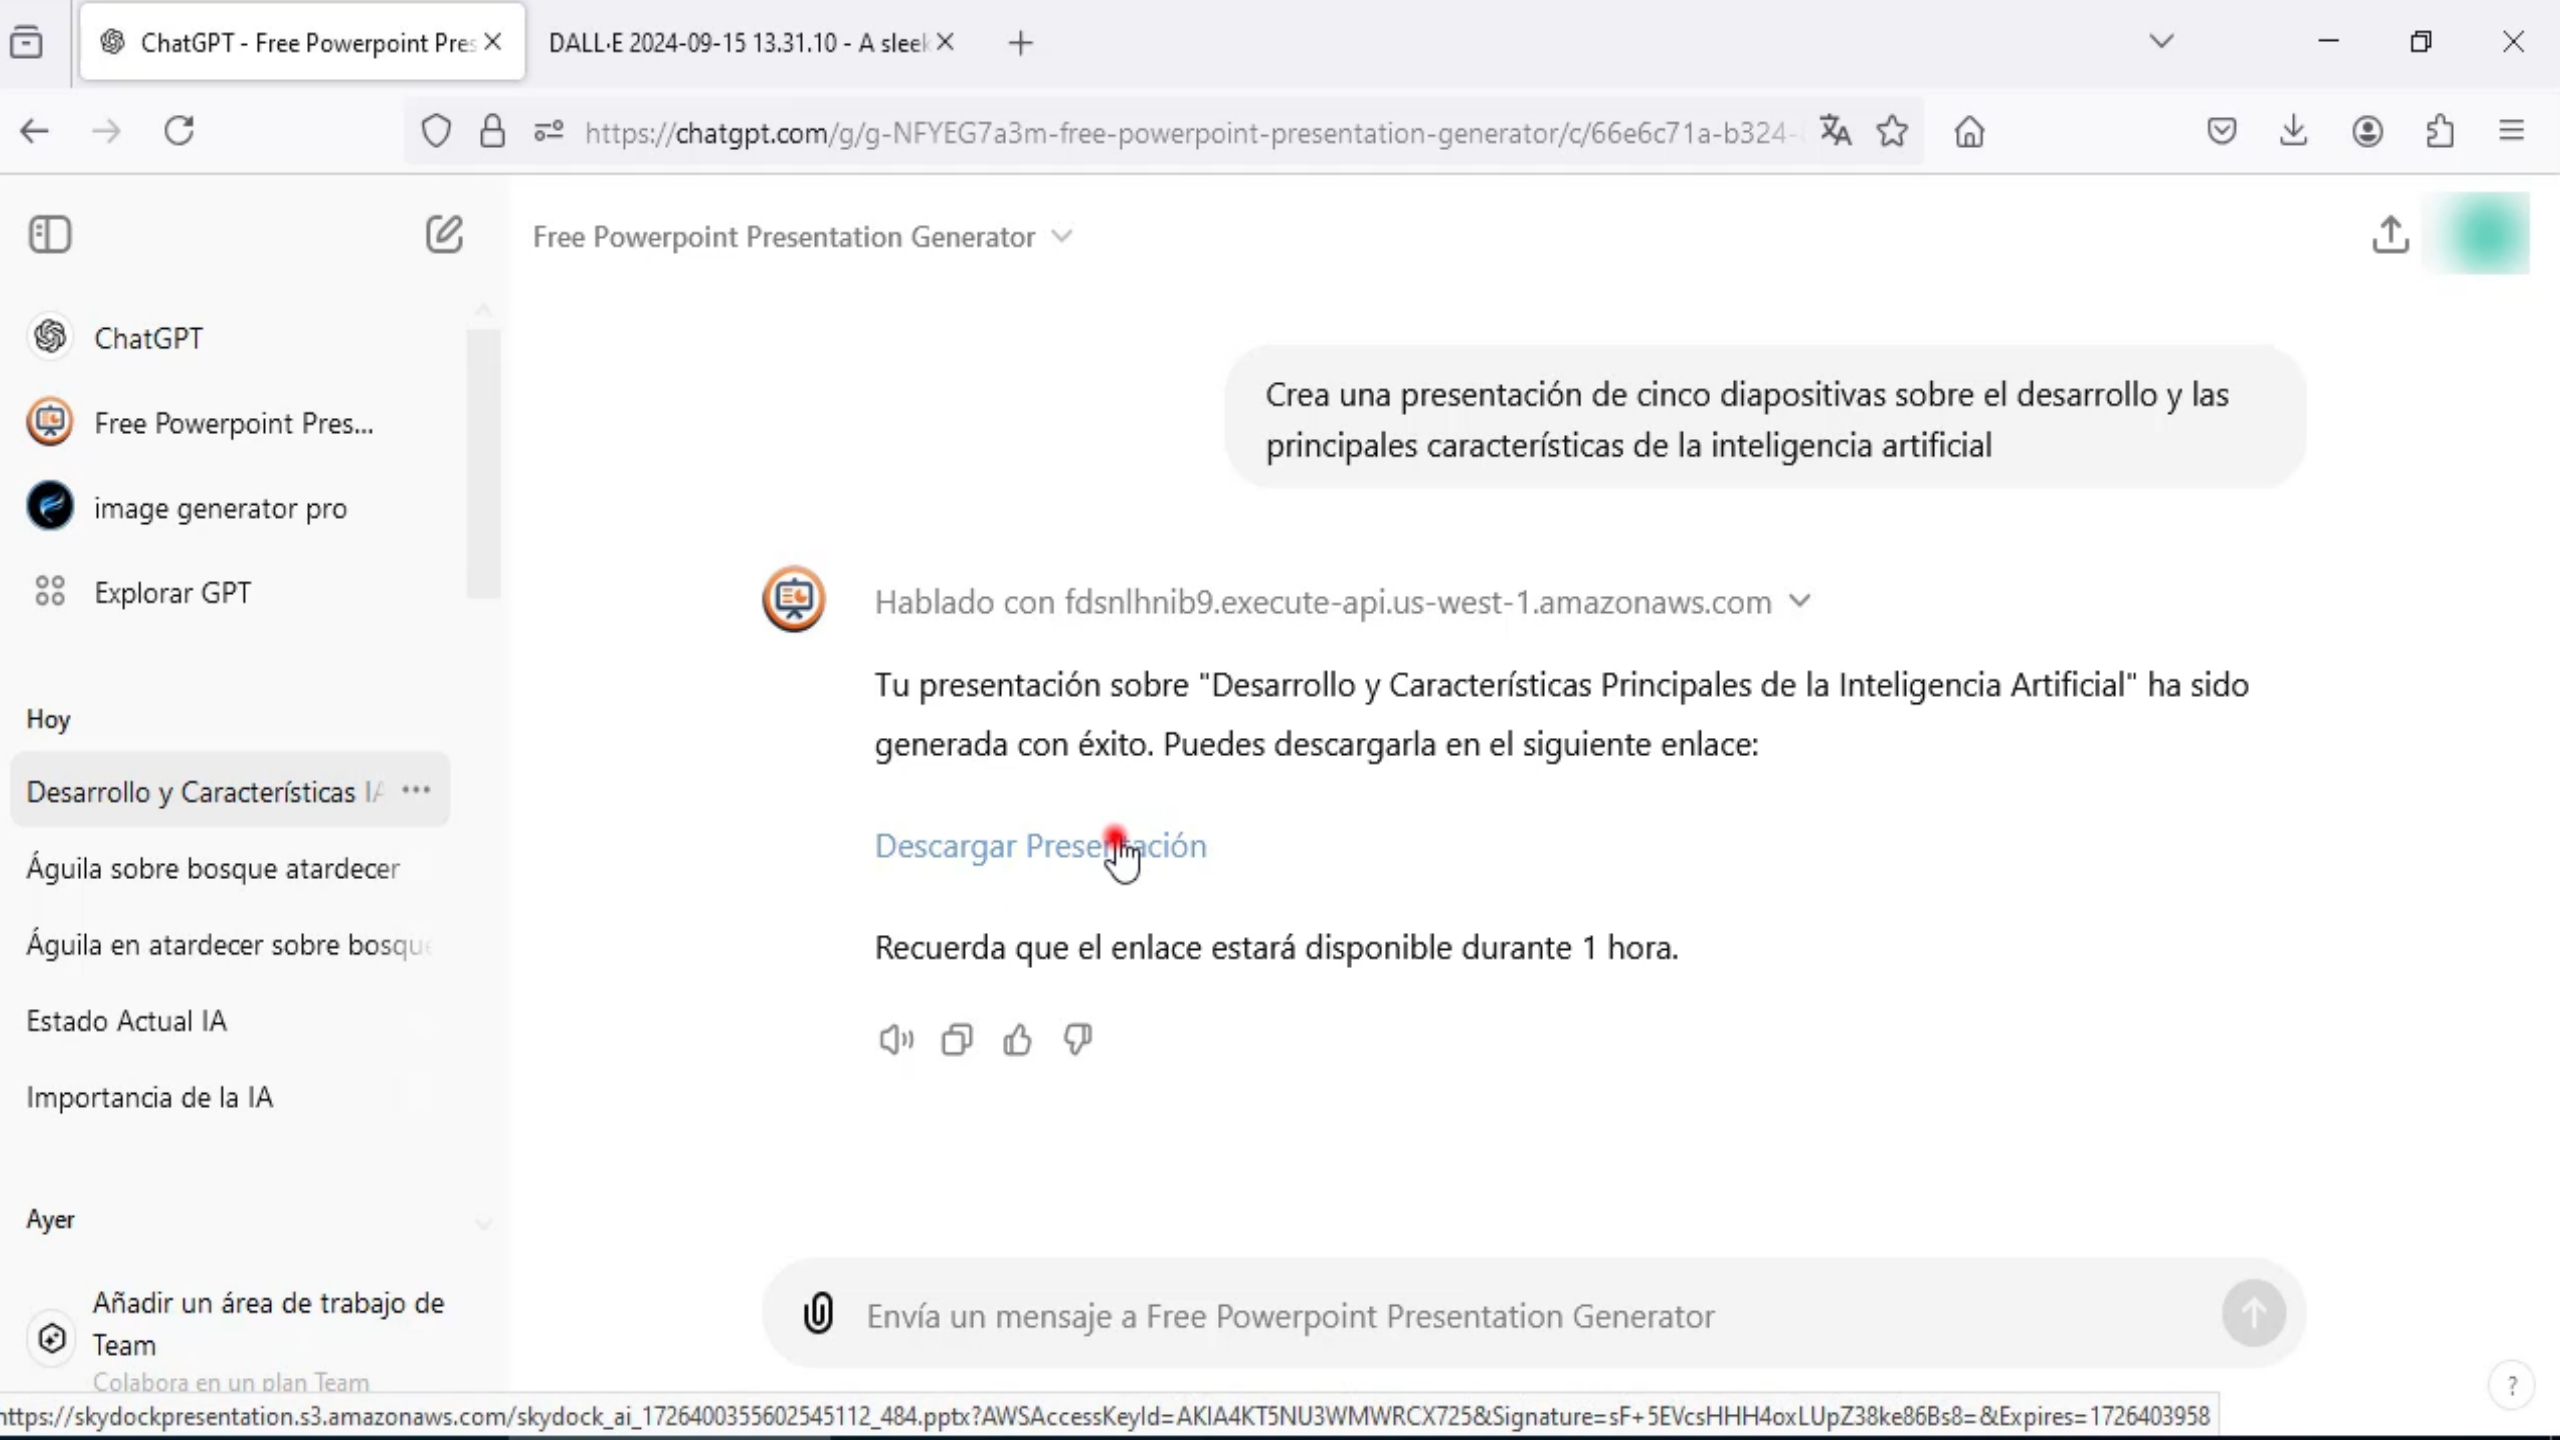 ChatGPT - Free Powerpoint Pres
DALL·E 2024-09-15 13.31.10 - A sleek
https://chatgpt.com/g/g-NFYEG7a3m-free-powerpoint-presentation-generator/c/66e6c71a-b324-
Free Powerpoint Presentation Generator
ChatGPT
Free Powerpoint Pres...
image generator pro
Explorar GPT
Hoy
Desarrollo y Características IA
Águila sobre bosque atardecer
Águila en atardecer sobre bosque
Estado Actual IA
Importancia de la IA
Ayer
Añadir un área de trabajo de
Team
Colabora en un plan Team
Crea una presentación de cinco diapositivas sobre el desarrollo y las
principales características de la inteligencia artificial
Hablado con fdsnlhnib9.execute-api.us-west-1.amazonaws.com
Tu presentación sobre "Desarrollo y Características Principales de la Inteligencia Artificial" ha sido
generada con éxito. Puedes descargarla en el siguiente enlace:
Descargar Presentación
Recuerda que el enlace estará disponible durante 1 hora.
Envía un mensaje a Free Powerpoint Presentation Generator
?
https://skydockpresentation.s3.amazonaws.com/skydock_ai_1726400355602545112_484.pptx?AWSAccessKeyId=AKIA4KT5NU3WMWRCX725&Signature=sF+5EVcsHHH4oxLUpZ38ke86Bs8=&Expires=1726403958